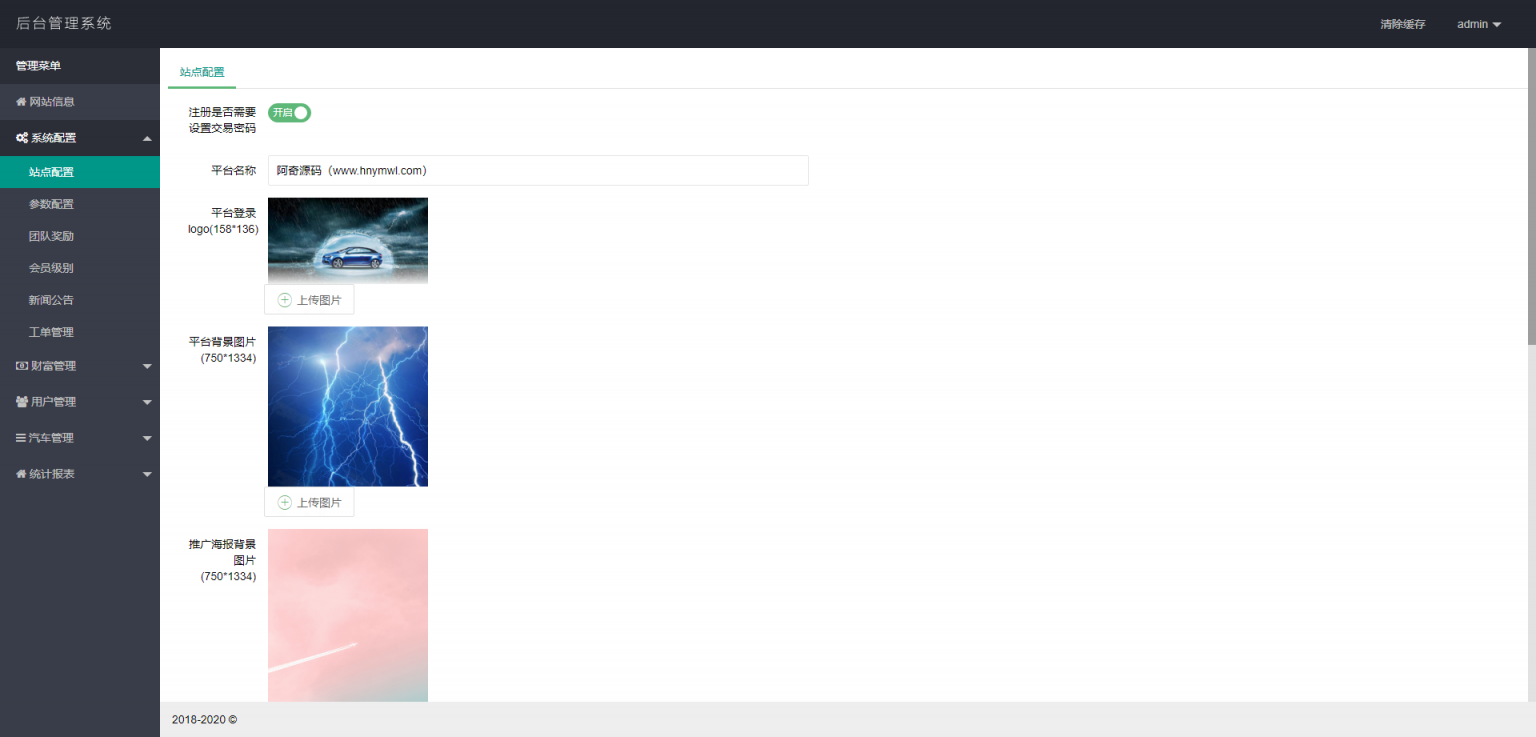 后台管理系统
清除缓存
admin
管理菜单
网站信息
系统配置
站点配置
参数配置
团队奖励
会员级别
新闻公告
工单管理
财富管理
用户管理
汽车管理
统计报表
站点配置
注册是否需要
设置交易密码
开启
平台名称
阿奇源码（www.hnymwl.com）
平台登录
logo(158*136)
上传图片
平台背景图片
(750*1334)
上传图片
推广海报背景
图片
(750*1334)
2018-2020 ©